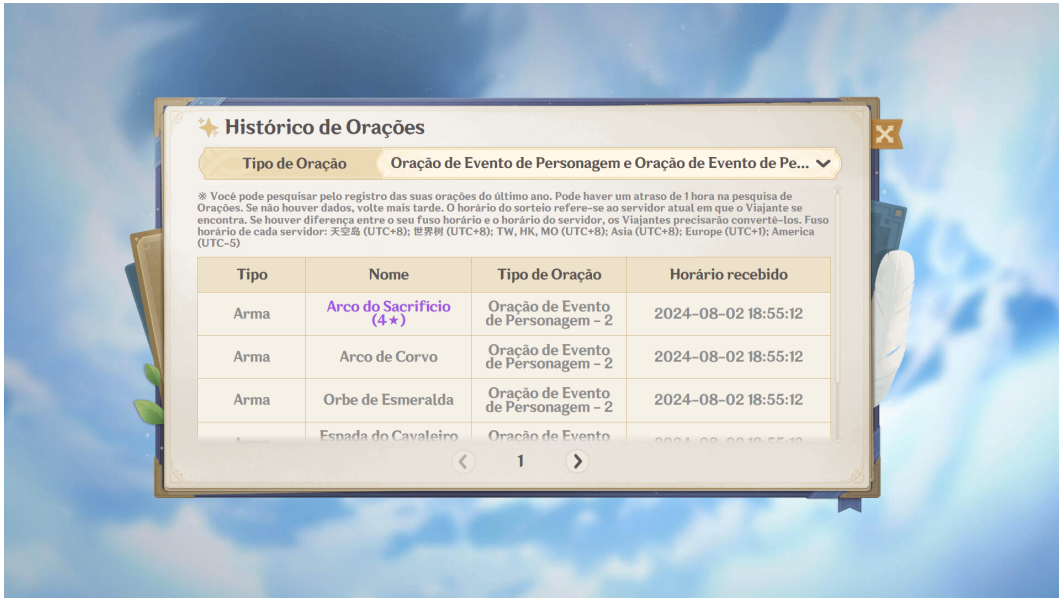 Histórico de Orações
Tipo de Oração
Oração de Evento de Personagem e Oração de Evento de Pe...
※ Você pode pesquisar pelo registro das suas orações do último ano. Pode haver um atraso de 1 hora na pesquisa de
Orações. Se não houver dados, volte mais tarde. O horário do sorteio refere-se ao servidor atual em que o Viajante se
encontra. Se houver diferença entre o seu fuso horário e o horário do servidor, os Viajantes precisarão convertê-los. Fuso
horário de cada servidor: 天空岛 (UTC+8); 世界树 (UTC+8); TW, HK, MO (UTC+8); Asia (UTC+8); Europe (UTC+1); America
(UTC-5)
Tipo Nome Tipo de Oração Horário recebido
Arma
Arco do Sacrifício
(4★)
Oração de Evento
de Personagem - 2
2024-08-02 18:55:12
Arma
Arco de Corvo
Oração de Evento
de Personagem - 2
2024-08-02 18:55:12
Arma
Orbe de Esmeralda
Oração de Evento
de Personagem - 2
2024-08-02 18:55:12
Espada do Cavaleiro
Oração de Evento
1